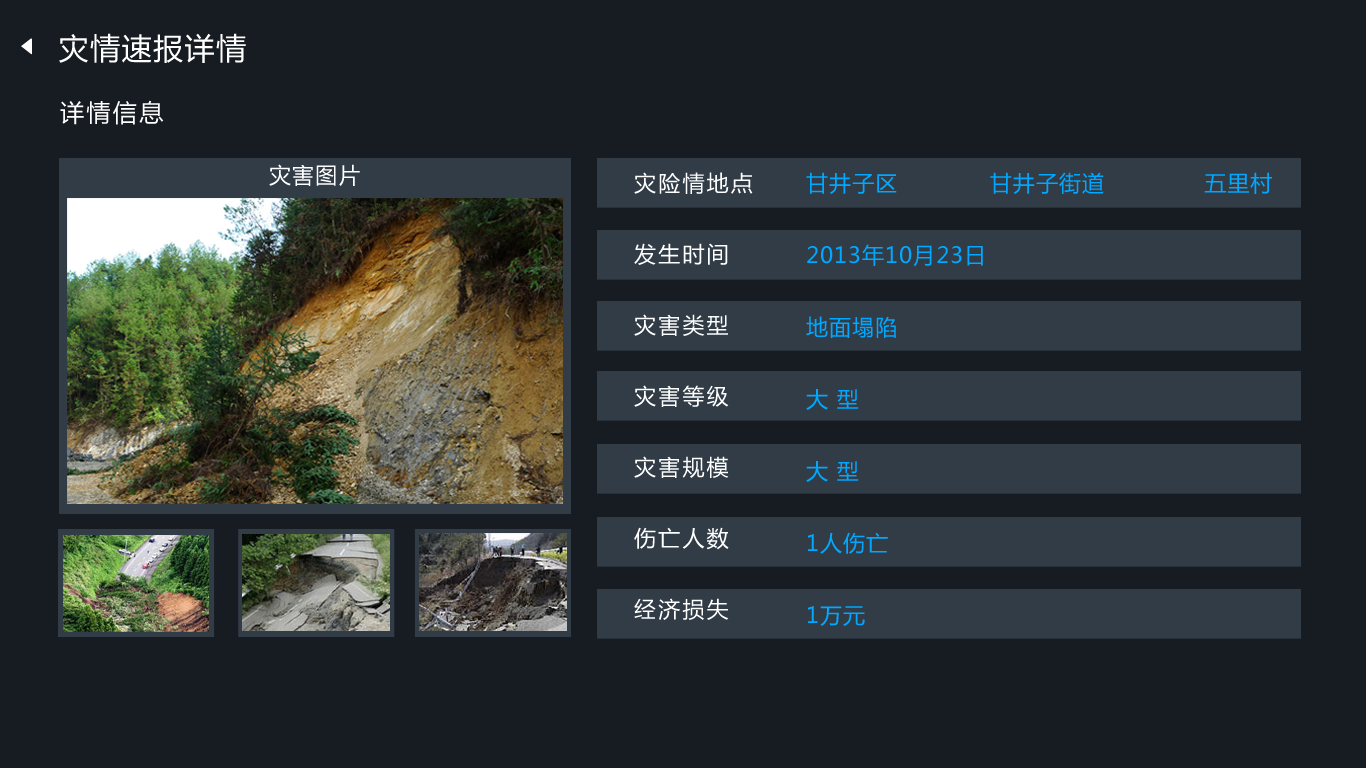 灾情速报详情
详情信息
灾害图片
灾险情地点 甘井子区 甘井子街道 五里村
发生时间 2013年10月23日
灾害类型 地面塌陷
灾害等级 大 型
灾害规模 大 型
伤亡人数 1人伤亡
经济损失 1万元